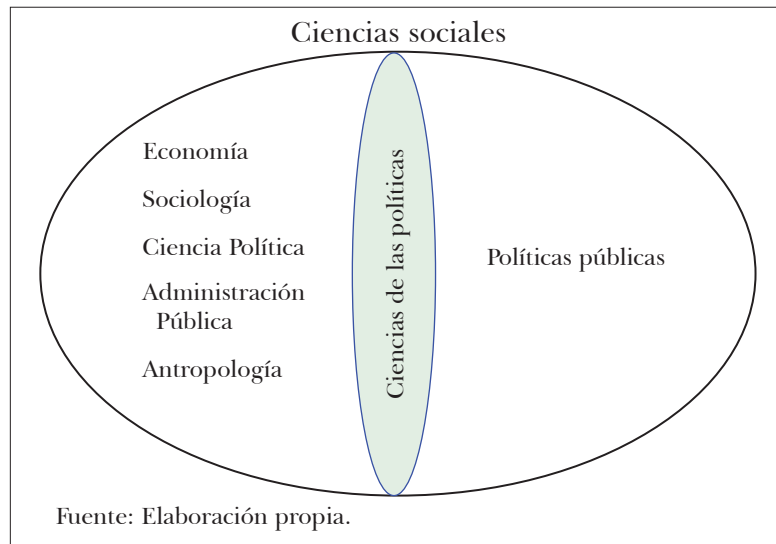 Ciencias sociales
Economía
Sociología
Ciencia Política
Administración
Pública
Antropología
Ciencias de las políticas
Políticas públicas
Fuente: Elaboración propia.